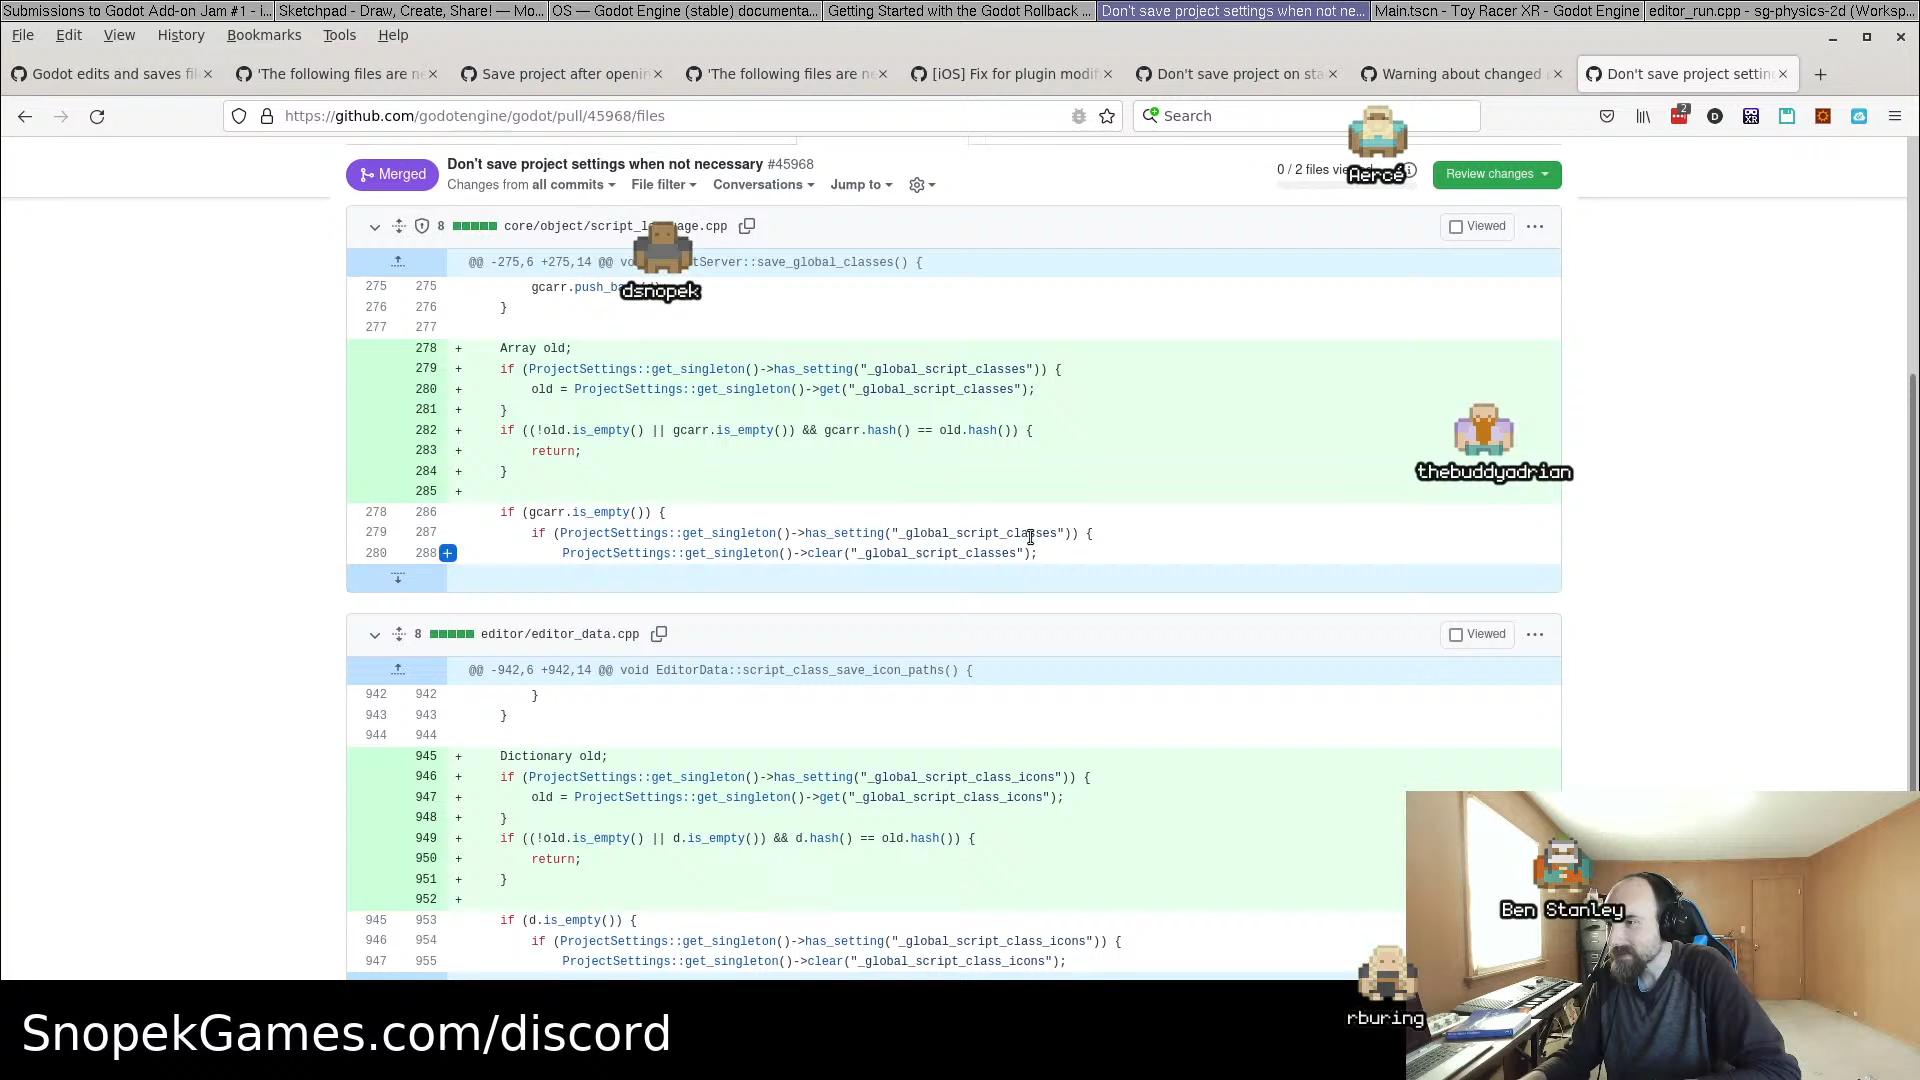 Submissions to Godot Add-on Jam #1 - i... Sketchpad - Draw, Create, Share! — Mo... OS — Godot Engine (stable) documenta... Getting Started with the Godot Rollback ... Don't save project settings when not ne... Main.tscn - Toy Racer XR - Godot Engine editor_run.cpp - sg-physics-2d (Worksp...
File Edit View History Bookmarks Tools Help
Godot edits and saves fil 'The following files are ne Save project after openin 'The following files are ne [iOS] Fix for plugin modif Don't save project on sta Warning about changed Don't save project settin
https://github.com/godotengine/godot/pull/45968/files Search 2
Merged Don't save project settings when not necessary #45968
Changes from all commits File filter Conversations Jump to
0 / 2 files vie Review changes
Aercé
8 core/object/script_l age.cpp Viewed
@@ -275,6 +275,14 @@ vo tServer::save_global_classes() {
dsnopek
275 275 gcarr.push_ba
276 276 }
277 277
278 + Array old;
279 + if (ProjectSettings::get_singleton()->has_setting("_global_script_classes")) {
280 + old = ProjectSettings::get_singleton()->get("_global_script_classes");
281 + }
282 + if ((!old.is_empty() || gcarr.is_empty()) && gcarr.hash() == old.hash()) {
283 + return;
284 + }
285 +
thebuddyadrian
278 286 if (gcarr.is_empty()) {
279 287 if (ProjectSettings::get_singleton()->has_setting("_global_script_classes")) {
280 288 + ProjectSettings::get_singleton()->clear("_global_script_classes");
8 editor/editor_data.cpp Viewed
@@ -942,6 +942,14 @@ void EditorData::script_class_save_icon_paths() {
942 942 }
943 943 }
944 944
945 + Dictionary old;
946 + if (ProjectSettings::get_singleton()->has_setting("_global_script_class_icons")) {
947 + old = ProjectSettings::get_singleton()->get("_global_script_class_icons");
948 + }
949 + if ((!old.is_empty() || d.is_empty()) && d.hash() == old.hash()) {
950 + return;
951 + }
952 +
945 953 if (d.is_empty()) {
946 954 if (ProjectSettings::get_singleton()->has_setting("_global_script_class_icons")) {
947 955 ProjectSettings::get_singleton()->clear("_global_script_class_icons");
Ben Stanley
rburing
SnopekGames.com/discord